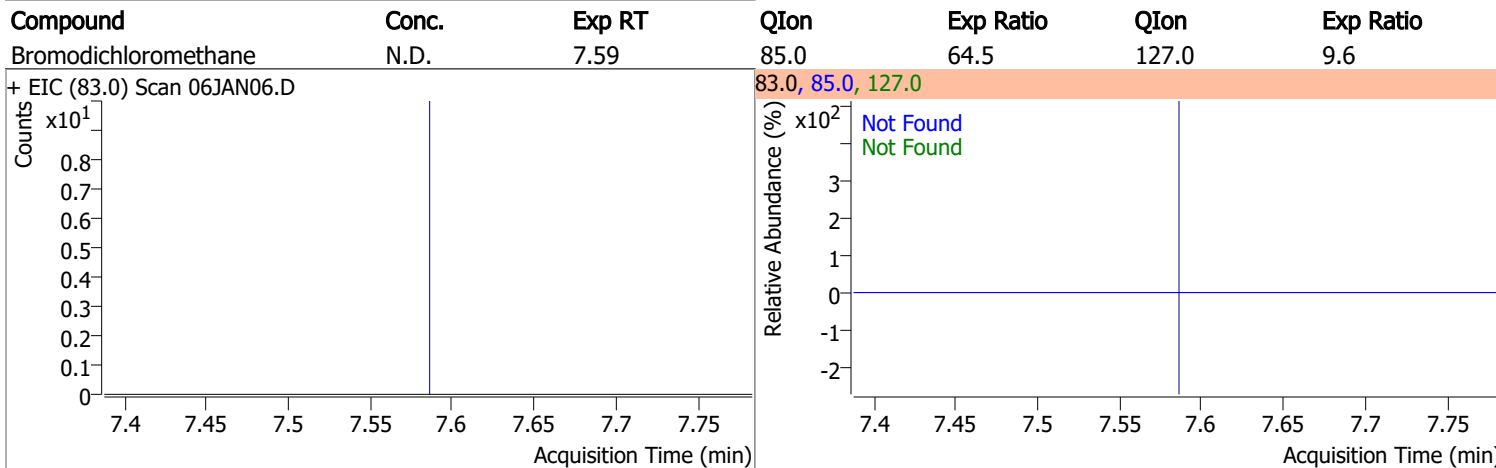 Compound Conc. Exp RT QIon Exp Ratio QIon Exp Ratio
Bromodichloromethane N.D. 7.59 85.0 64.5 127.0 9.6
+ EIC (83.0) Scan 06JAN06.D
Counts
x10¹
0.8
0.7
0.6
0.5
0.4
0.3
0.2
0.1
0
7.4 7.45 7.5 7.55 7.6 7.65 7.7 7.75
Acquisition Time (min)
83.0, 85.0, 127.0
Relative Abundance (%)
x10²
Not Found
Not Found
3
2
1
0
-1
-2
7.4 7.45 7.5 7.55 7.6 7.65 7.7 7.75
Acquisition Time (min)